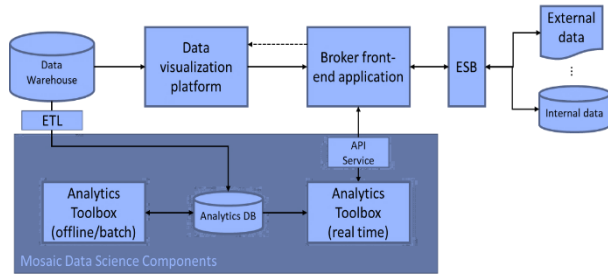 Data
Warehouse
Data
visualization
platform
Broker front-
end application
ESB
External
data
...
Internal data
ETL
API
Service
Analytics
Toolbox
(offline/batch)
Analytics DB
Analytics
Toolbox
(real time)
Mosaic Data Science Components